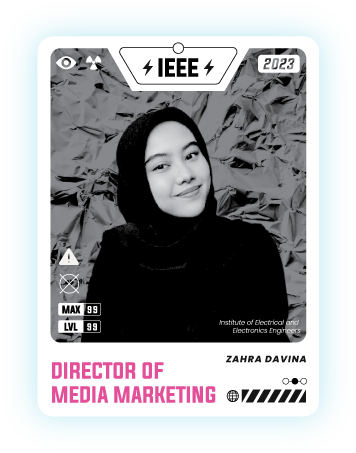 IEEE
2023
MAX 99
LVL 99
Institute of Electrical and
Electronics Engineers
ZAHRA DAVINA
DIRECTOR OF
MEDIA MARKETING